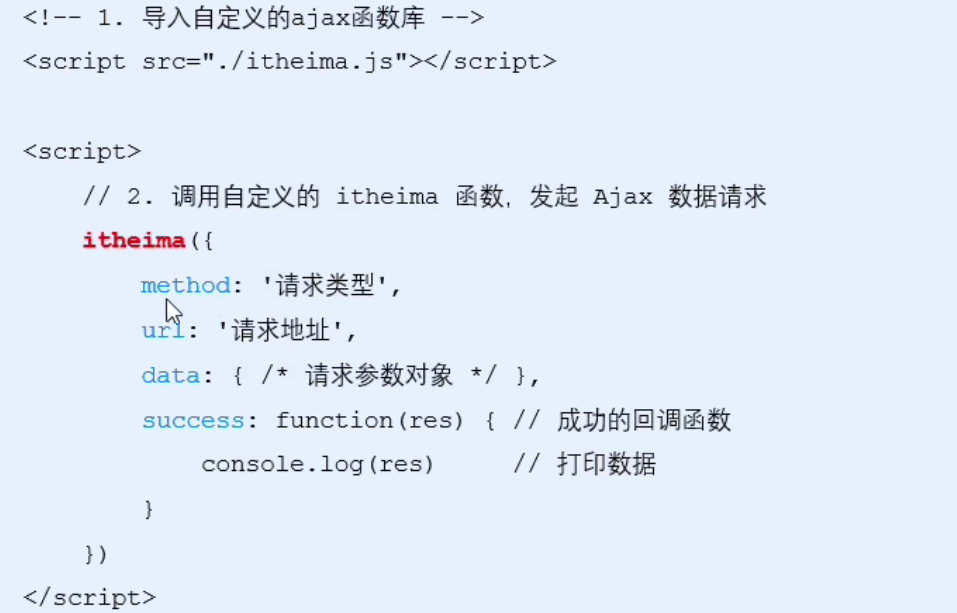 <!-- 1. 导入自定义的ajax函数库 -->
<script src="./itheima.js"></script>
<script>
// 2. 调用自定义的 itheima 函数，发起 Ajax 数据请求
itheima({
method: '请求类型',
url: '请求地址',
data: { /* 请求参数对象 */ },
success: function(res) { // 成功的回调函数
console.log(res) // 打印数据
}
})
</script>